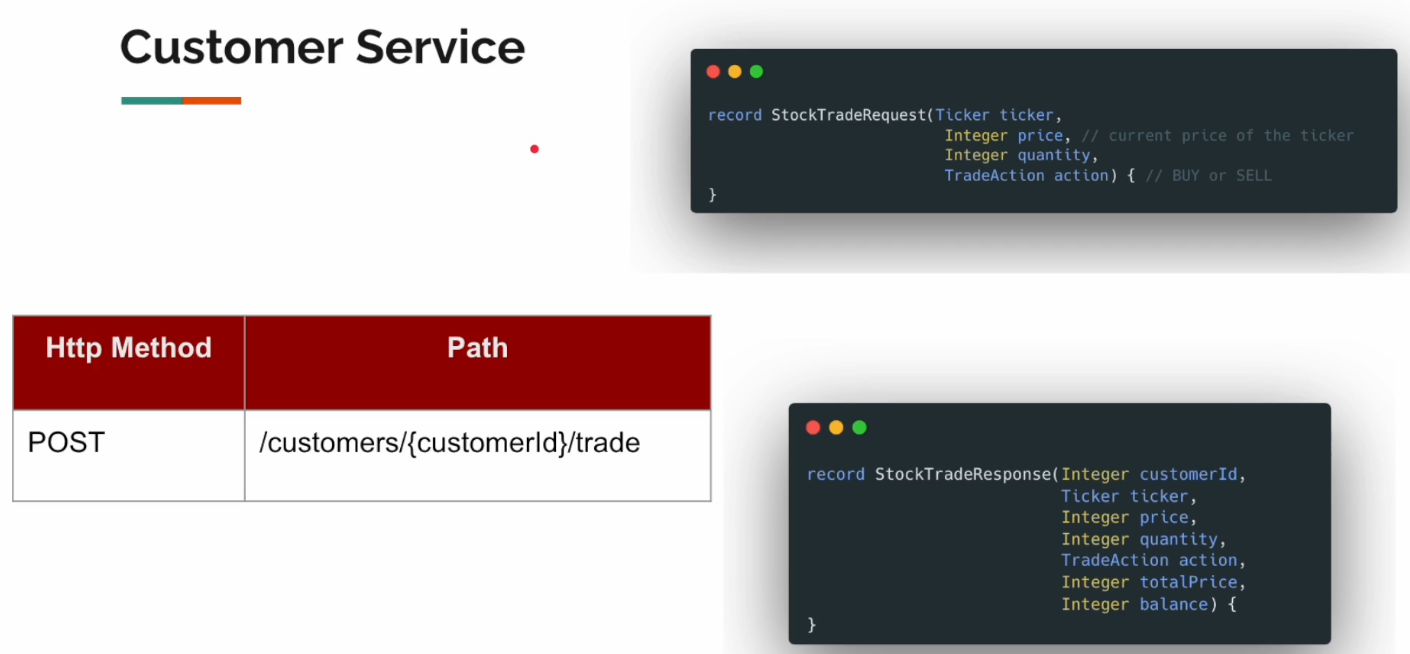 Customer Service
record StockTradeRequest(Ticker ticker,
Integer price, // current price of the ticker
Integer quantity,
TradeAction action) { // BUY or SELL
}
Http Method Path
POST /customers/{customerId}/trade
record StockTradeResponse(Integer customerId,
Ticker ticker,
Integer price,
Integer quantity,
TradeAction action,
Integer totalPrice,
Integer balance) {
}